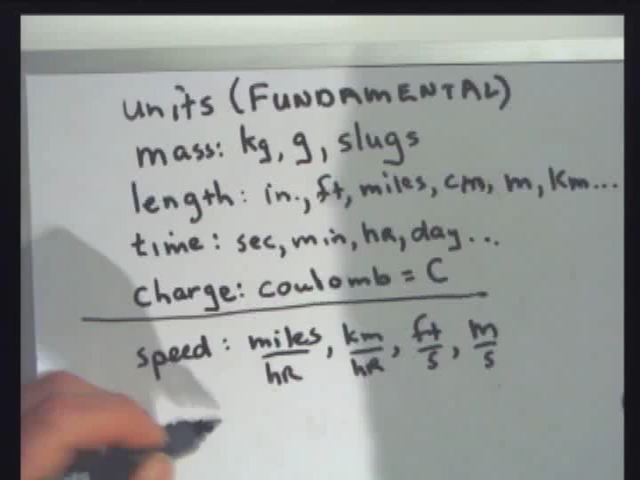 units (FUNDAMENTAL)
mass: kg, g, slugs
length: in., ft, miles, cm, m, km...
time: sec, min, hr, day...
charge: coulomb = C
speed: miles/hR, km/hR, ft/s, m/s